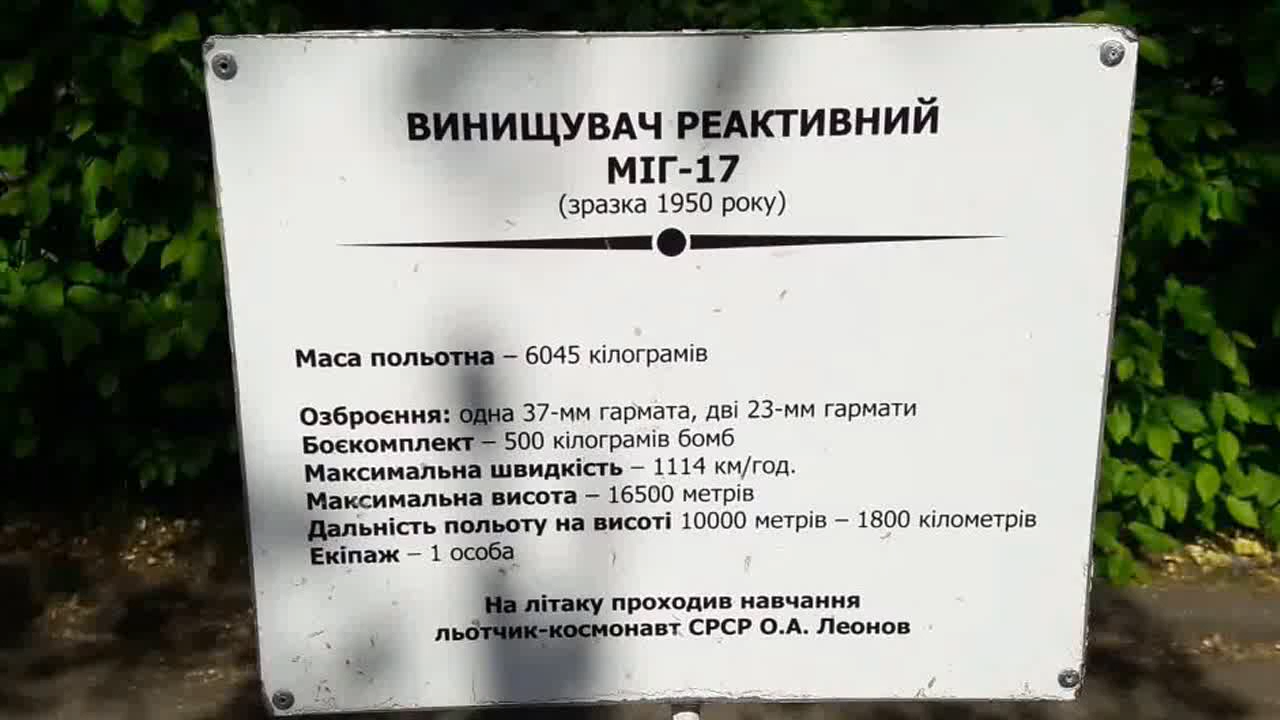 ВИНИЩУВАЧ РЕАКТИВНИЙ
МІГ-17
(зразка 1950 року)
Маса польотна – 6045 кілограмів
Озброєння: одна 37-мм гармата, дві 23-мм гармати
Боєкомплект – 500 кілограмів бомб
Максимальна швидкість – 1114 км/год.
Максимальна висота – 16500 метрів
Дальність польоту на висоті 10000 метрів – 1800 кілометрів
Екіпаж – 1 особа
На літаку проходив навчання
льотчик-космонавт СРСР О.А. Леонов